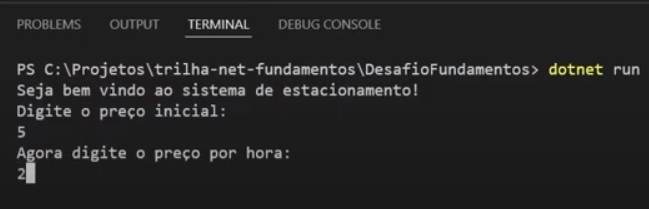 PROBLEMS OUTPUT TERMINAL DEBUG CONSOLE
PS C:\Projetos\trilha-net-fundamentos\DesafioFundamentos> dotnet run
Seja bem vindo ao sistema de estacionamento!
Digite o preço inicial:
5
Agora digite o preço por hora:
2